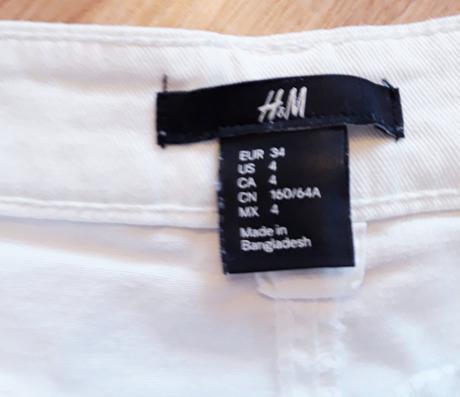 H&M
EUR 34
US 4
CA 4
CN 160/64A
MX 4
Made in
Bangladesh